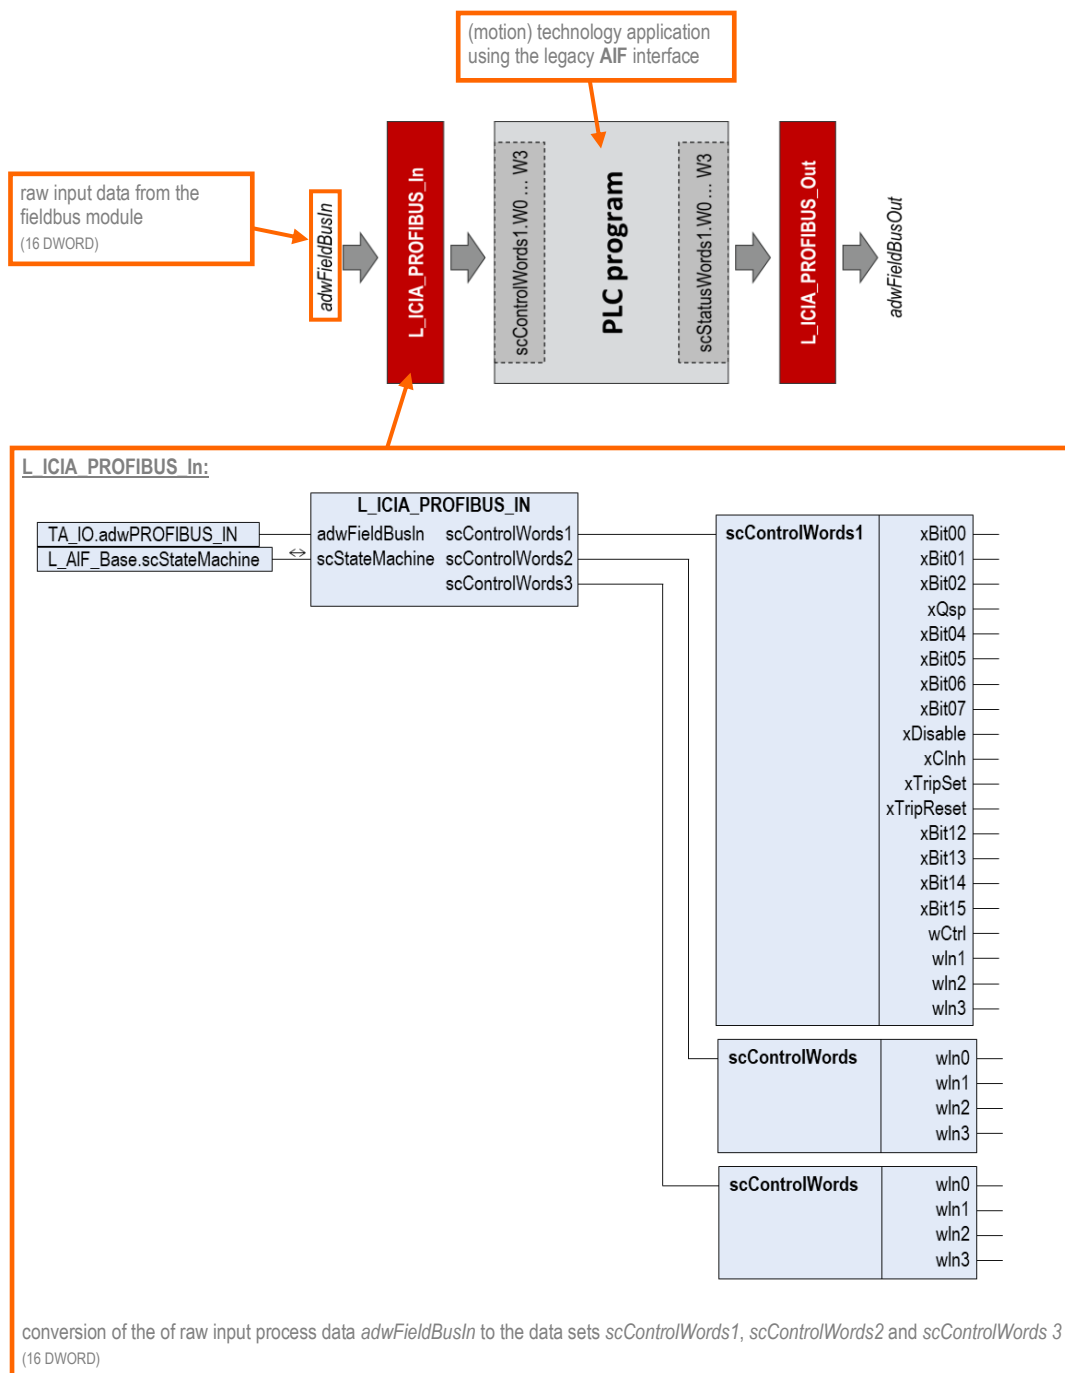 (motion) technology application
using the legacy AIF interface
raw input data from the
fieldbus module
(16 DWORD)
adwFieldBusIn
L_ICIA_PROFIBUS_In
scControlWords1.W0 ... W3
PLC program
scStatusWords1.W0 ... W3
L_ICIA_PROFIBUS_Out
adwFieldBusOut
L_ICIA_PROFIBUS_In:
L_ICIA_PROFIBUS_IN
TA_IO.adwPROFIBUS_IN
adwFieldBusIn scControlWords1
L_AIF_Base.scStateMachine
scStateMachine scControlWords2
scControlWords3
scControlWords1
xBit00
xBit01
xBit02
xQsp
xBit04
xBit05
xBit06
xBit07
xDisable
xCInh
xTripSet
xTripReset
xBit12
xBit13
xBit14
xBit15
wCtrl
wIn1
wIn2
wIn3
scControlWords
wIn0
wIn1
wIn2
wIn3
scControlWords
wIn0
wIn1
wIn2
wIn3
conversion of the of raw input process data adwFieldBusIn to the data sets scControlWords1, scControlWords2 and scControlWords 3
(16 DWORD)